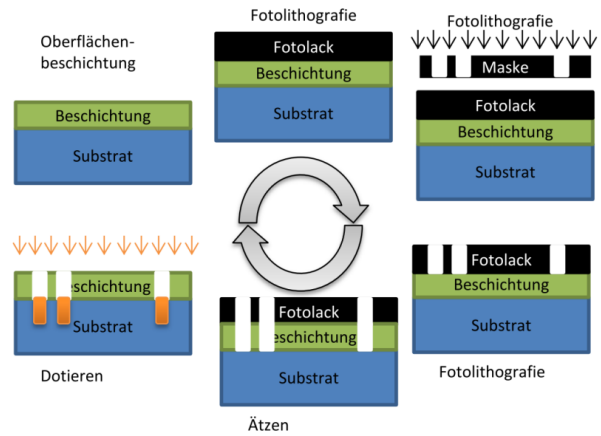 Oberflächen-
beschichtung
Beschichtung
Substrat
Fotolithografie
Fotolack
Beschichtung
Substrat
Fotolithografie
Maske
Fotolack
Beschichtung
Substrat
Fotolack
Beschichtung
Substrat
Fotolithografie
Fotolack
Beschichtung
Substrat
Ätzen
eschichtung
Substrat
Dotieren